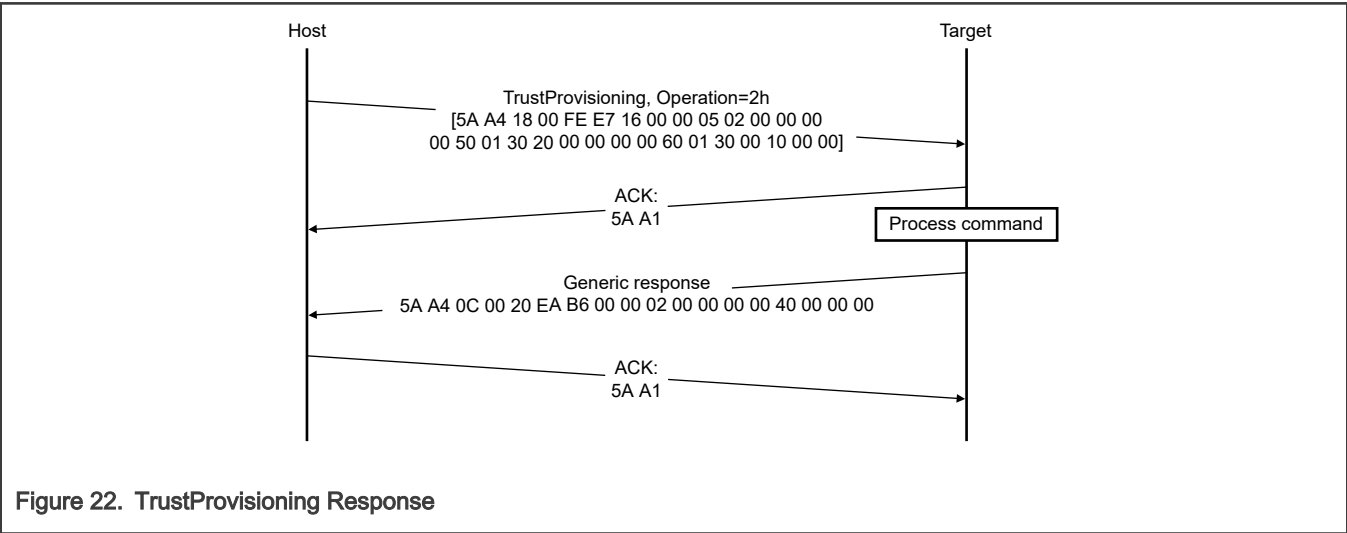 Host
Target
TrustProvisioning, Operation=2h
[5A A4 18 00 FE E7 16 00 00 05 02 00 00 00
00 50 01 30 20 00 00 00 00 60 01 30 00 10 00 00]
ACK:
5A A1
Process command
Generic response
5A A4 0C 00 20 EA B6 00 00 02 00 00 00 00 40 00 00 00
ACK:
5A A1
Figure 22. TrustProvisioning Response